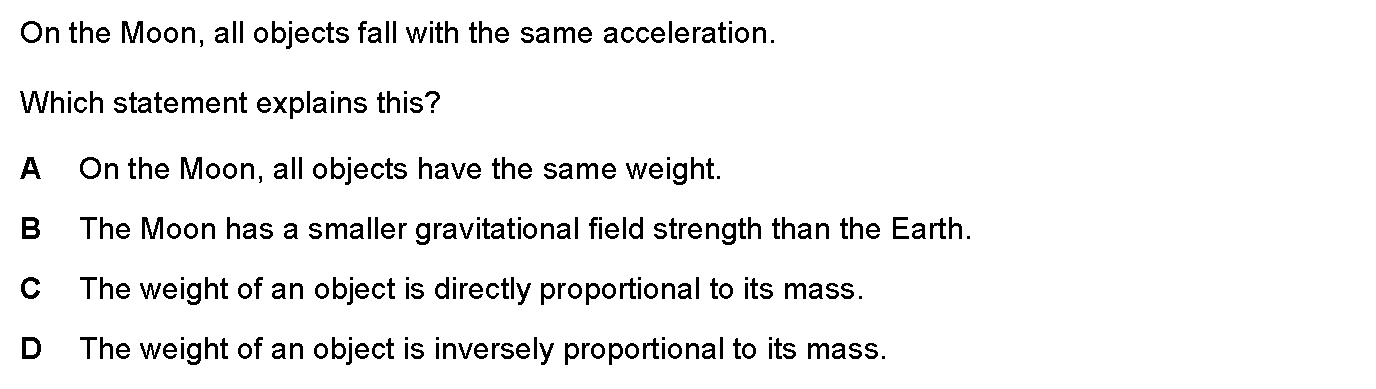 On the Moon, all objects fall with the same acceleration.
Which statement explains this?
A On the Moon, all objects have the same weight.
B The Moon has a smaller gravitational field strength than the Earth.
C The weight of an object is directly proportional to its mass.
D The weight of an object is inversely proportional to its mass.